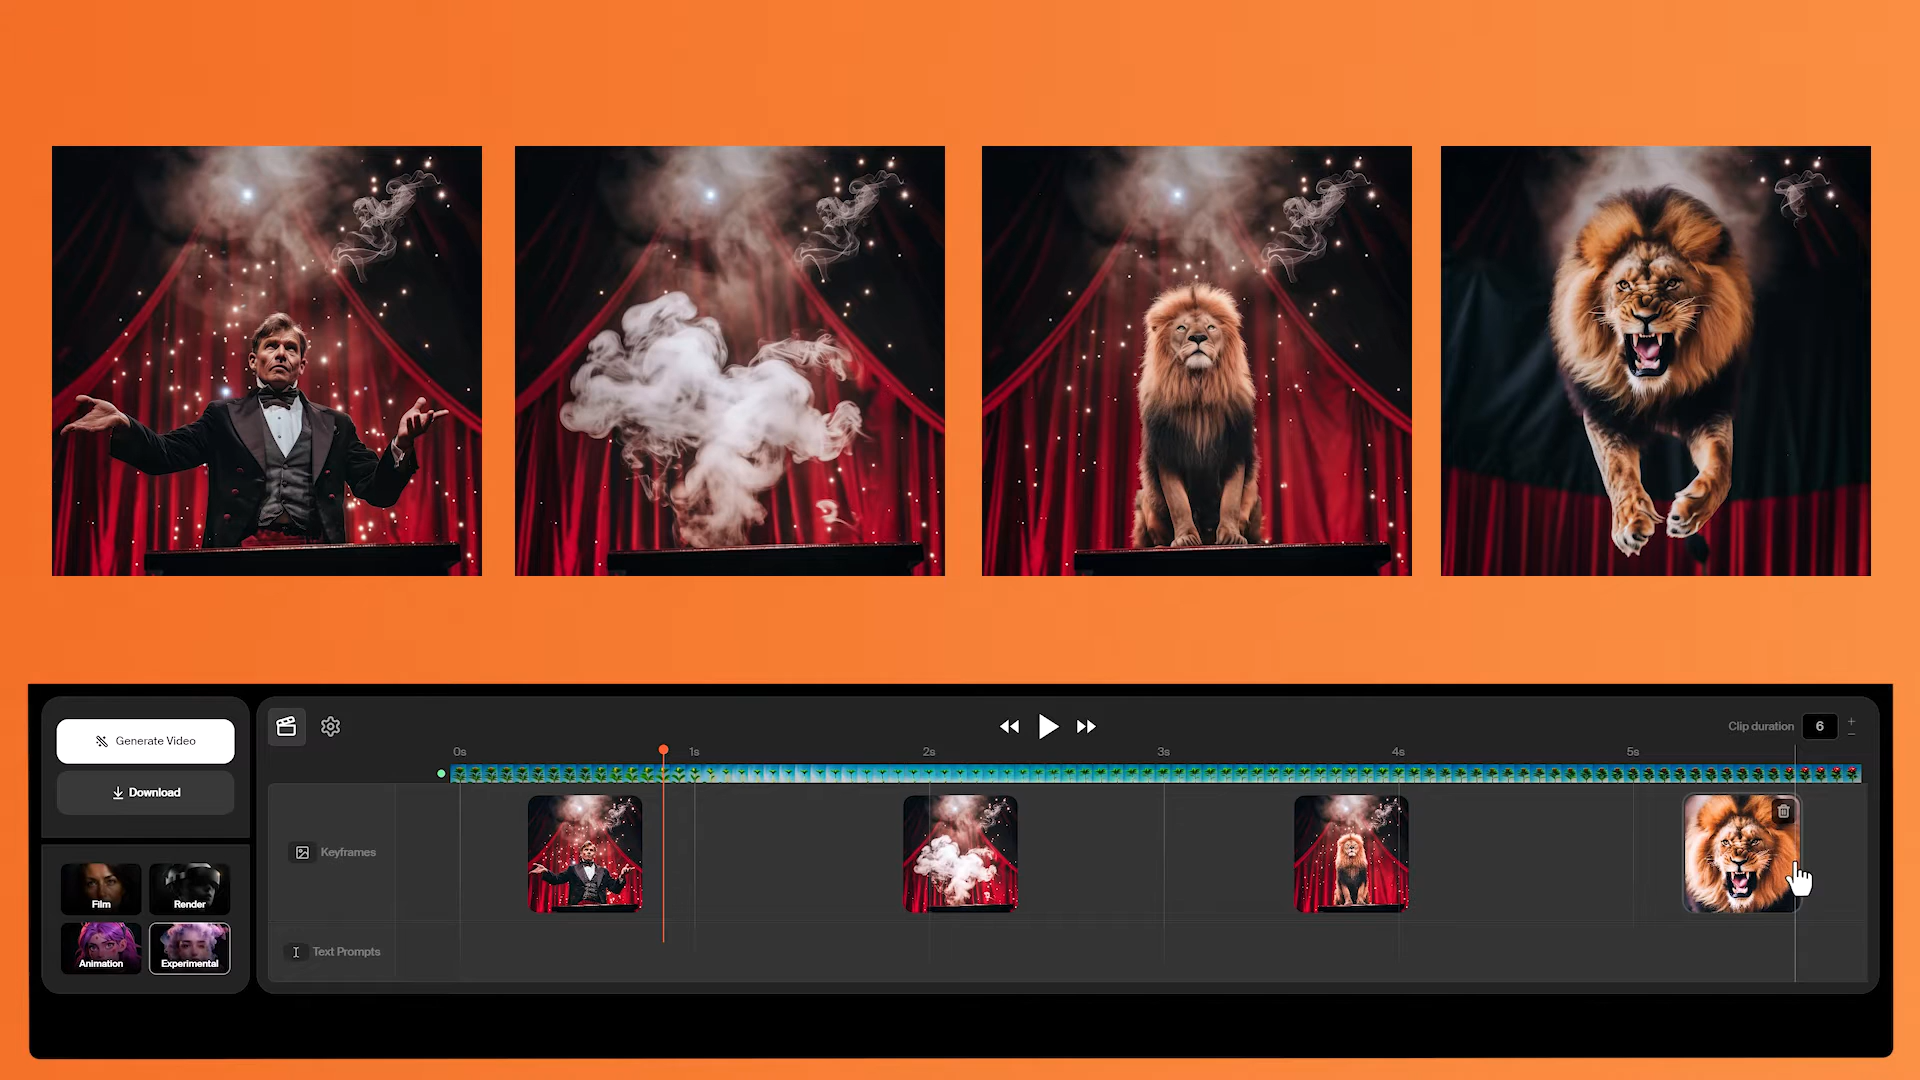 Generate Video
Download
Film
Render
Animation
Experimental
Clip duration
6
0s
1s
2s
3s
4s
5s
Keyframes
Text Prompts